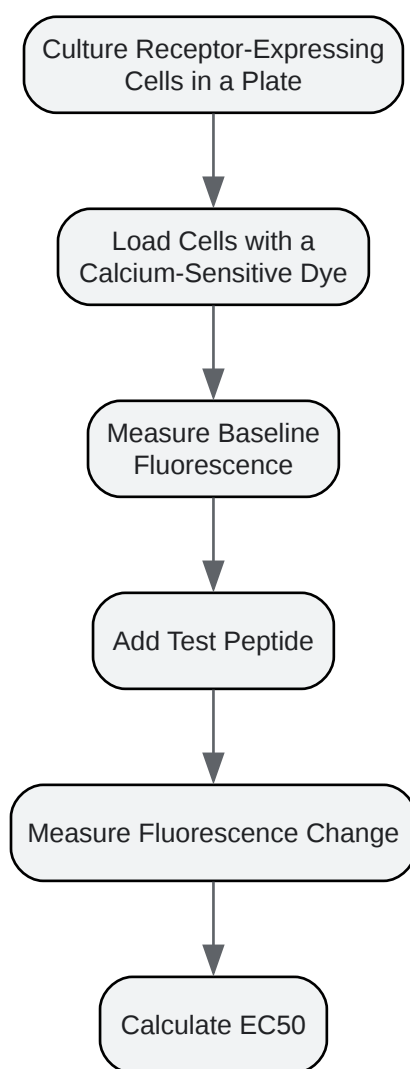 Culture Receptor-Expressing
Cells in a Plate
Load Cells with a
Calcium-Sensitive Dye
Measure Baseline
Fluorescence
Add Test Peptide
Measure Fluorescence Change
Calculate EC50